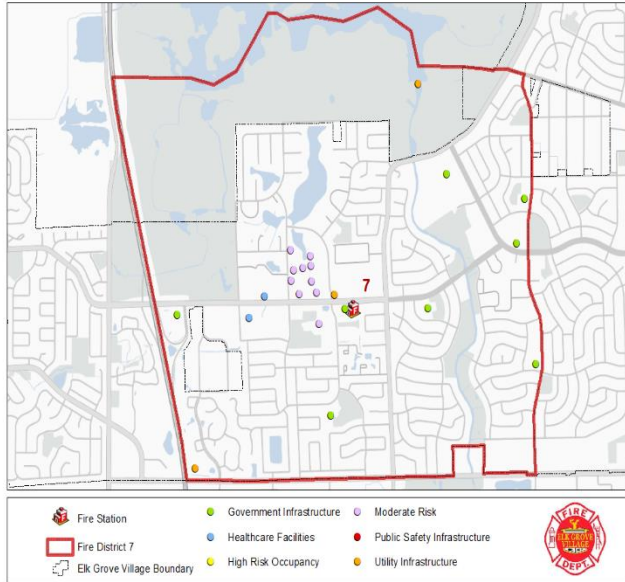 7
Fire Station
Fire District 7
Elk Grove Village Boundary
Government Infrastructure
Healthcare Facilities
High Risk Occupancy
Moderate Risk
Public Safety Infrastructure
Utility Infrastructure
FIRE
ELK GROVE
VILLAGE
DEPT.